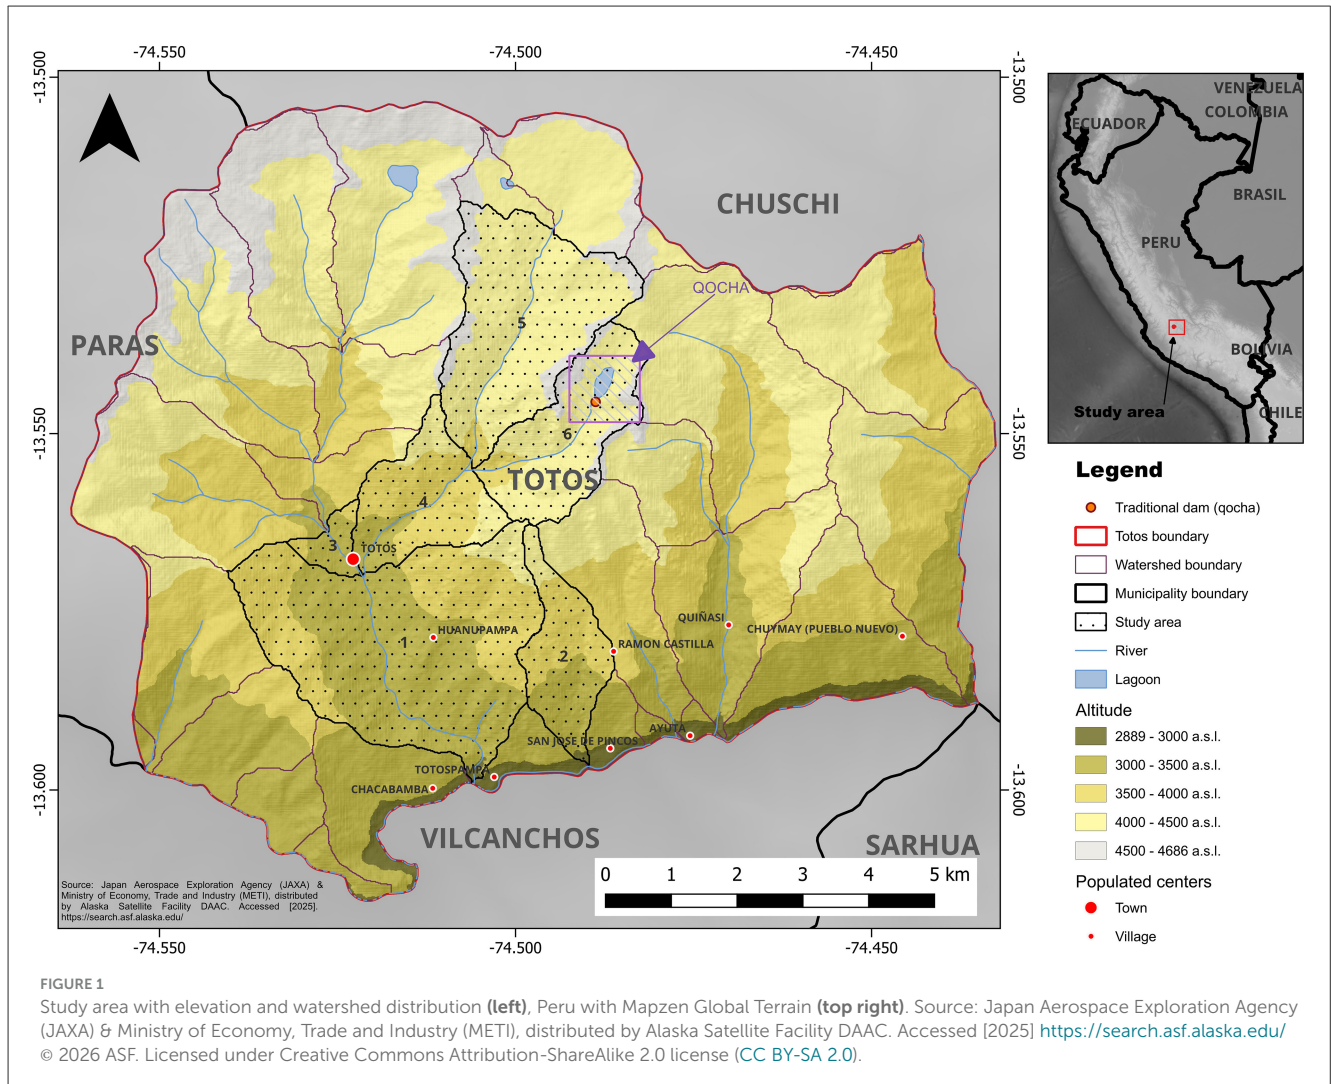 -74.550
-74.500
-74.450
-13.500
-13.500
CHUSCHI
QOCHA
PARAS
5
6
TOTOS
4
3
TOTOS
-13.550
-13.550
1
HUANUPAMPA
2
RAMON CASTILLA
QUIÑASI
CHUYMAY (PUEBLO NUEVO)
AYUTA
SAN JOSE DE PINCOS
TOTOSPAMPA
CHACABAMBA
-13.600
-13.600
VILCANCHOS
SARHUA
0 1 2 3 4 5 km
Source: Japan Aerospace Exploration Agency (JAXA) &
Ministry of Economy, Trade and Industry (METI), distributed
by Alaska Satellite Facility DAAC. Accessed [2025].
https://search.asf.alaska.edu/
-74.550
-74.500
-74.450
VENEZUELA
COLOMBIA
ECUADOR
BRASIL
PERU
BOLIVIA
Study area
CHILE
Legend
Traditional dam (qocha)
Totos boundary
Watershed boundary
Municipality boundary
Study area
River
Lagoon
Altitude
2889 - 3000 a.s.l.
3000 - 3500 a.s.l.
3500 - 4000 a.s.l.
4000 - 4500 a.s.l.
4500 - 4686 a.s.l.
Populated centers
Town
Village
FIGURE 1
Study area with elevation and watershed distribution (left), Peru with Mapzen Global Terrain (top right). Source: Japan Aerospace Exploration Agency
(JAXA) & Ministry of Economy, Trade and Industry (METI), distributed by Alaska Satellite Facility DAAC. Accessed [2025] https://search.asf.alaska.edu/
© 2026 ASF. Licensed under Creative Commons Attribution-ShareAlike 2.0 license (CC BY-SA 2.0).